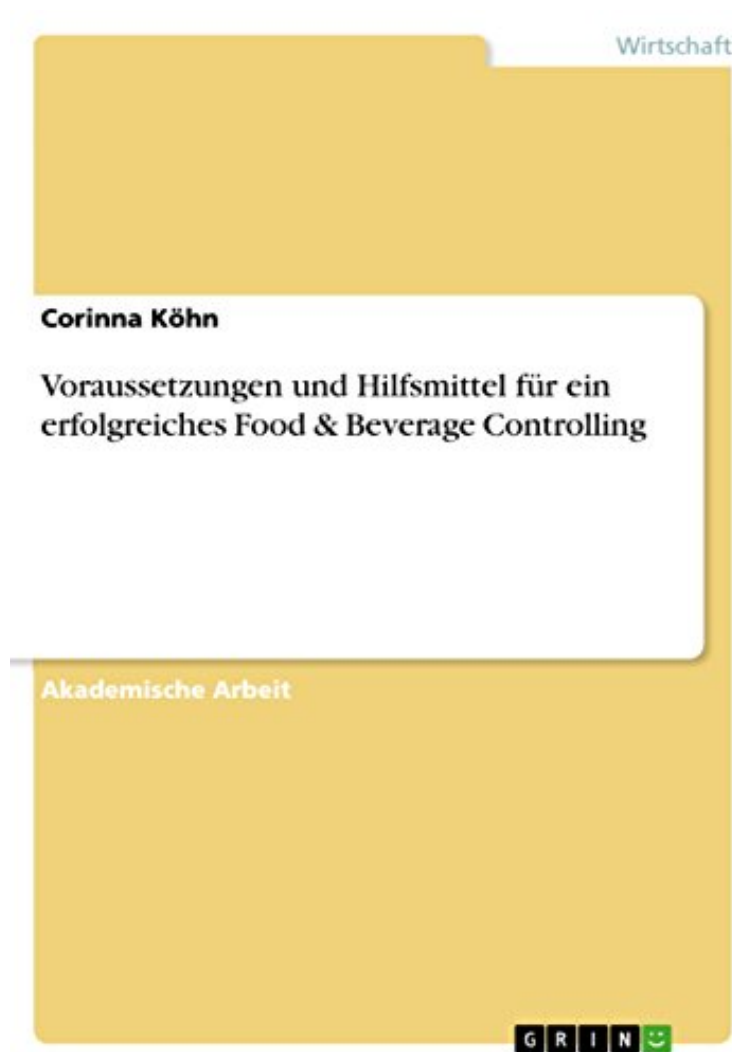 Wirtschaft
Corinna Köhn
Voraussetzungen und Hilfsmittel für ein
erfolgreiches Food & Beverage Controlling
Akademische Arbeit
GRIN